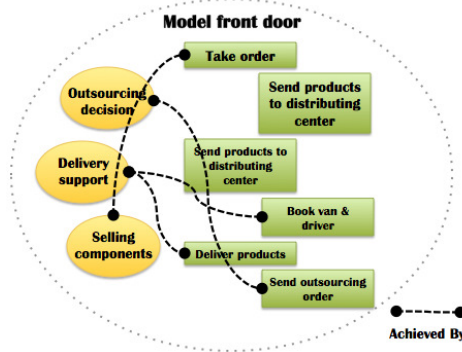 Model front door
Take order
Outsourcing
decision
Send products
to distributing
center
Send products to
distributing
center
Delivery
support
Book van &
driver
Selling
components
Deliver products
Send outsourcing
order
Achieved By